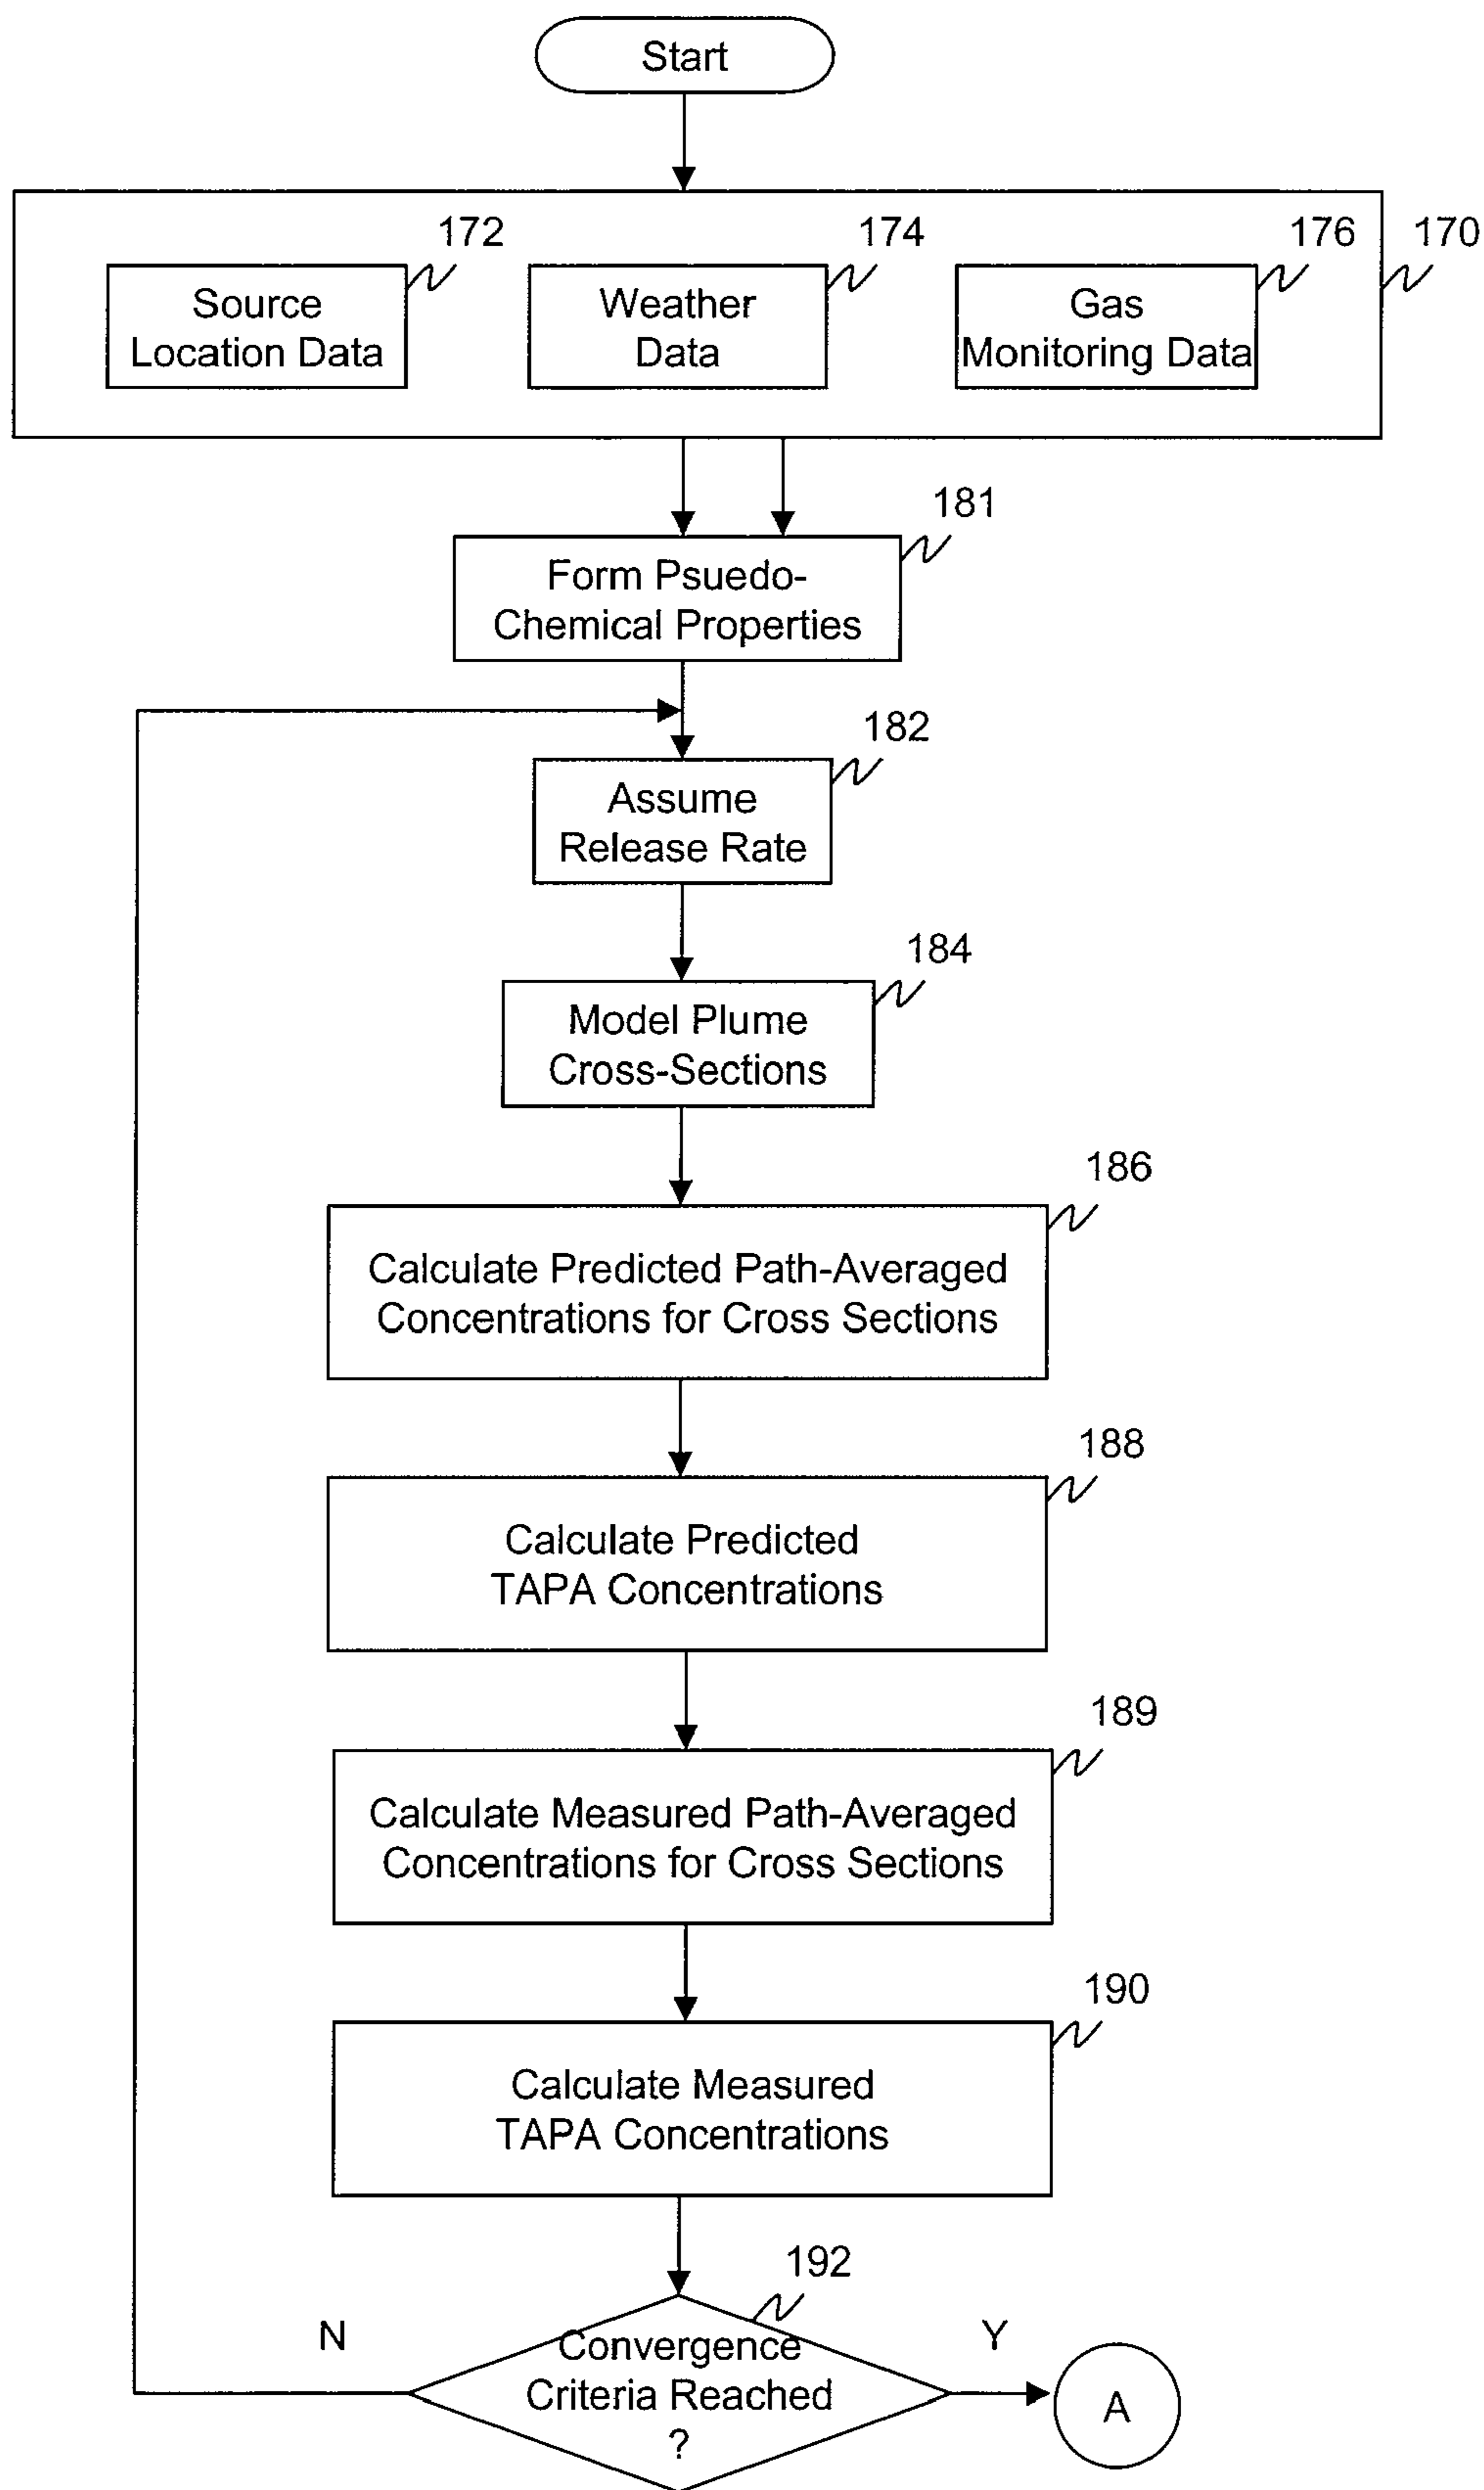 Start
172
174
176
170
Source
Location Data
Weather
Data
Gas
Monitoring Data
181
Form Psuedo-
Chemical Properties
182
Assume
Release Rate
184
Model Plume
Cross-Sections
186
Calculate Predicted Path-Averaged
Concentrations for Cross Sections
188
Calculate Predicted
TAPA Concentrations
189
Calculate Measured Path-Averaged
Concentrations for Cross Sections
190
Calculate Measured
TAPA Concentrations
192
N
Y
Convergence
Criteria Reached
?
A